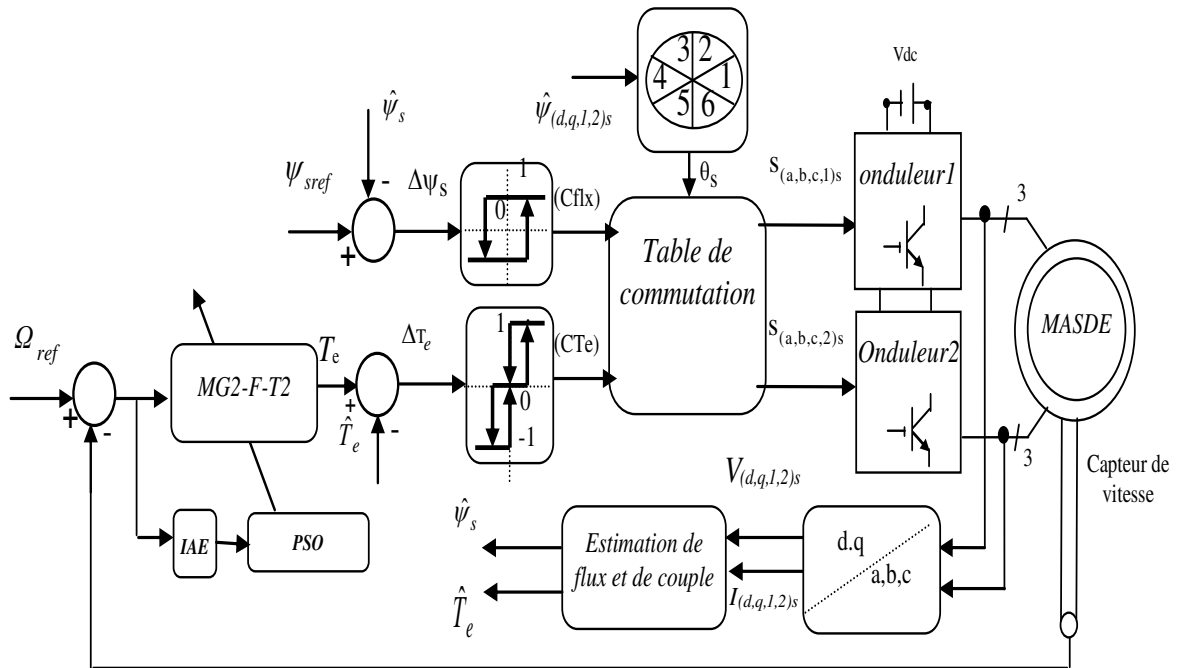 3 2
4 1
5 6
Vdc
ψ̂(d,q,1,2)s
θs
ψ̂s
-
ψsref
+
Δψs
1
0
(Cflx)
Table de
commutation
S(a,b,c,1)s
onduleur1
3
S(a,b,c,2)s
Onduleur2
3
MASDE
Ωref
+
-
MG2-F-T2
Te
+
T̂e
-
ΔTe
1
0
-1
(CTe)
IAE
PSO
Capteur de
vitesse
V(d,q,1,2)s
ψ̂s
T̂e
Estimation de
flux et de couple
I(d,q,1,2)s
d.q
a,b,c